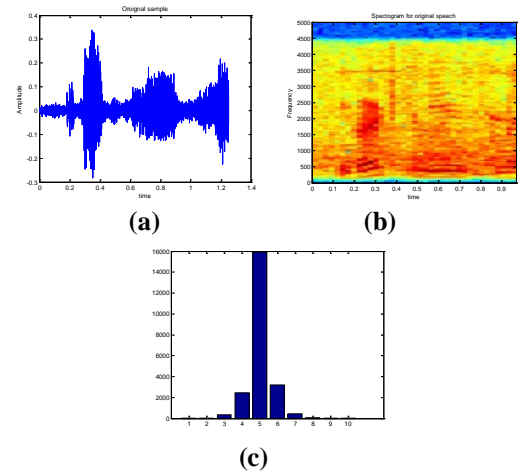 Oroignal sample
Amplitude
0.4
0.3
0.2
0.1
0
-0.1
-0.2
-0.3
0 0.2 0.4 0.6 0.8 1 1.2 1.4
time
(a)
Spectogram for original speech
Frequency
5000
4500
4000
3500
3000
2500
2000
1500
1000
500
0
0 0.1 0.2 0.3 0.4 0.5 0.6 0.7 0.8 0.9
time
(b)
16000
14000
12000
10000
8000
6000
4000
2000
0
1 2 3 4 5 6 7 8 9 10
(c)